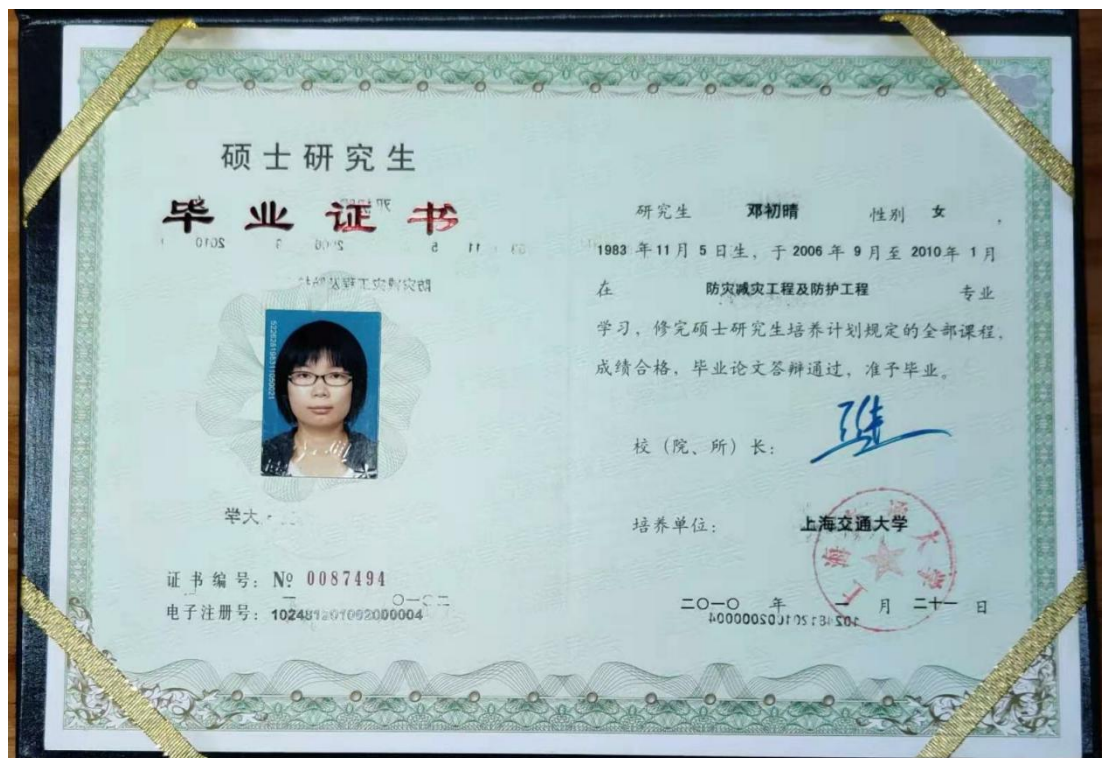 硕士研究生
毕业证书
证书编号：№ 0087494
电子注册号：
研究生 邓初晴 性别 女，
1983 年 11 月 5 日生，于 2006 年 9 月至 2010 年 1 月
在 防灾减灾工程及防护工程 专业
学习，修完硕士研究生培养计划规定的全部课程，
成绩合格，毕业论文答辩通过，准予毕业。
校（院、所）长：
培养单位： 上海交通大学
二〇一〇 年 一 月 二十一 日